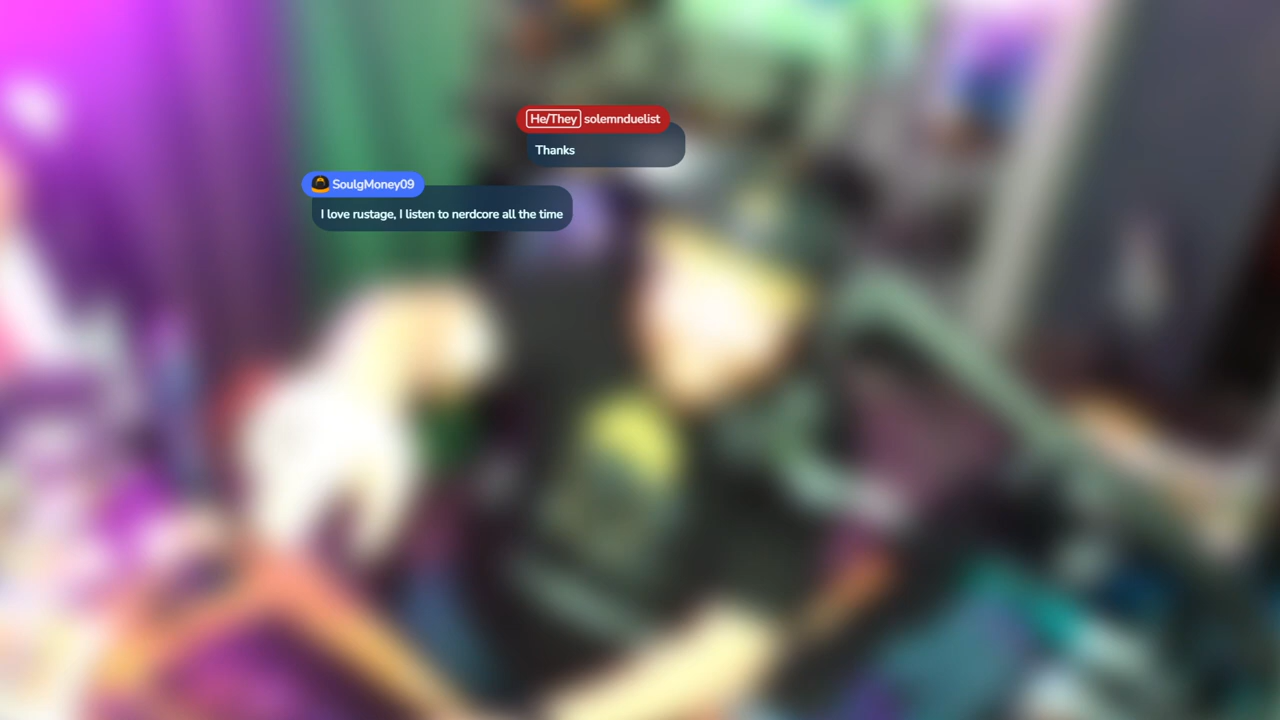 He/They solemnduelist
Thanks
SoulgMoney09
I love rustage, I listen to nerdcore all the time